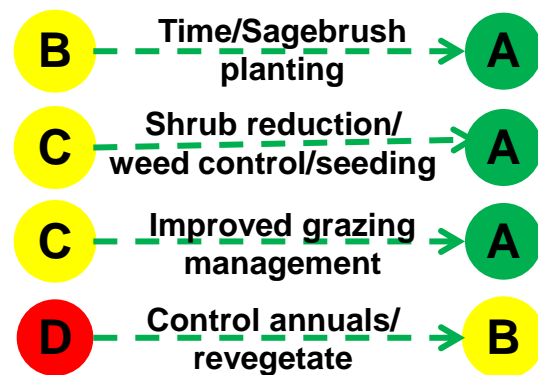 B Time/Sagebrush A
planting
C Shrub reduction/ A
weed control/seeding
C Improved grazing A
management
D Control annuals/ B
revegetate